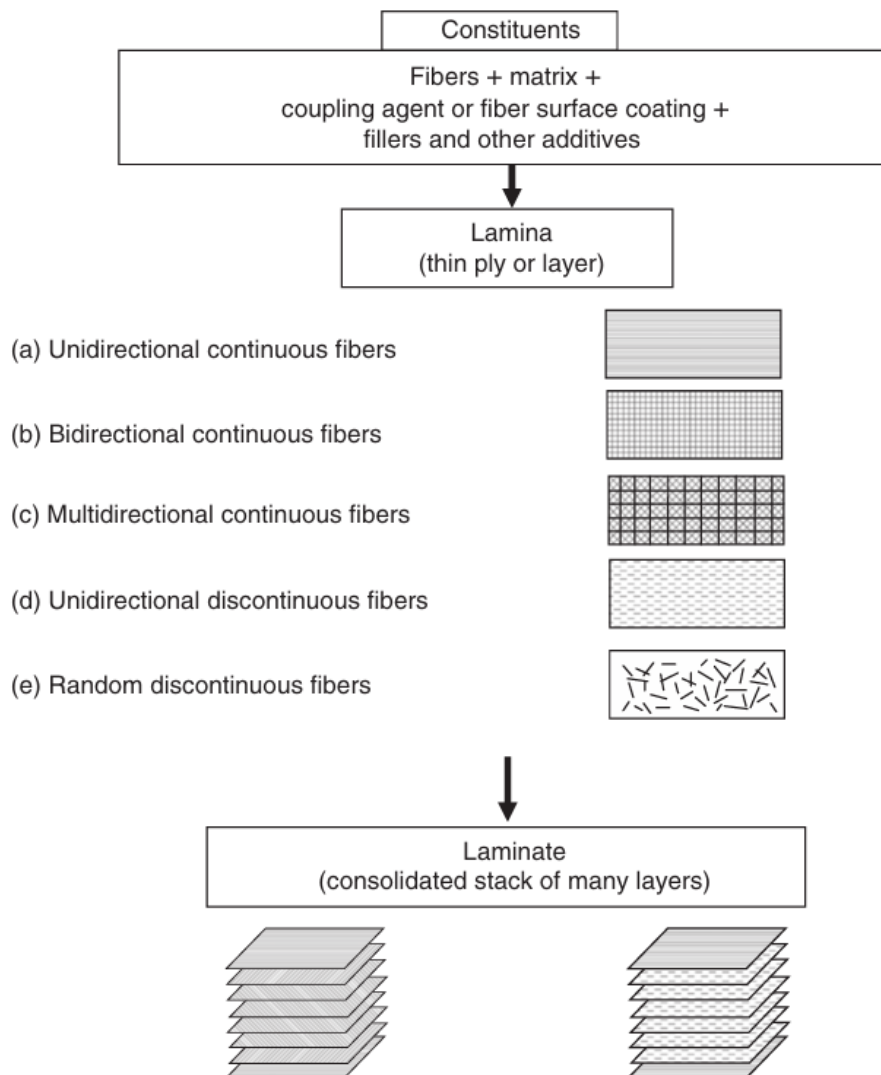 Constituents
Fibers + matrix +
coupling agent or fiber surface coating +
fillers and other additives
Lamina
(thin ply or layer)
(a) Unidirectional continuous fibers
(b) Bidirectional continuous fibers
(c) Multidirectional continuous fibers
(d) Unidirectional discontinuous fibers
(e) Random discontinuous fibers
Laminate
(consolidated stack of many layers)